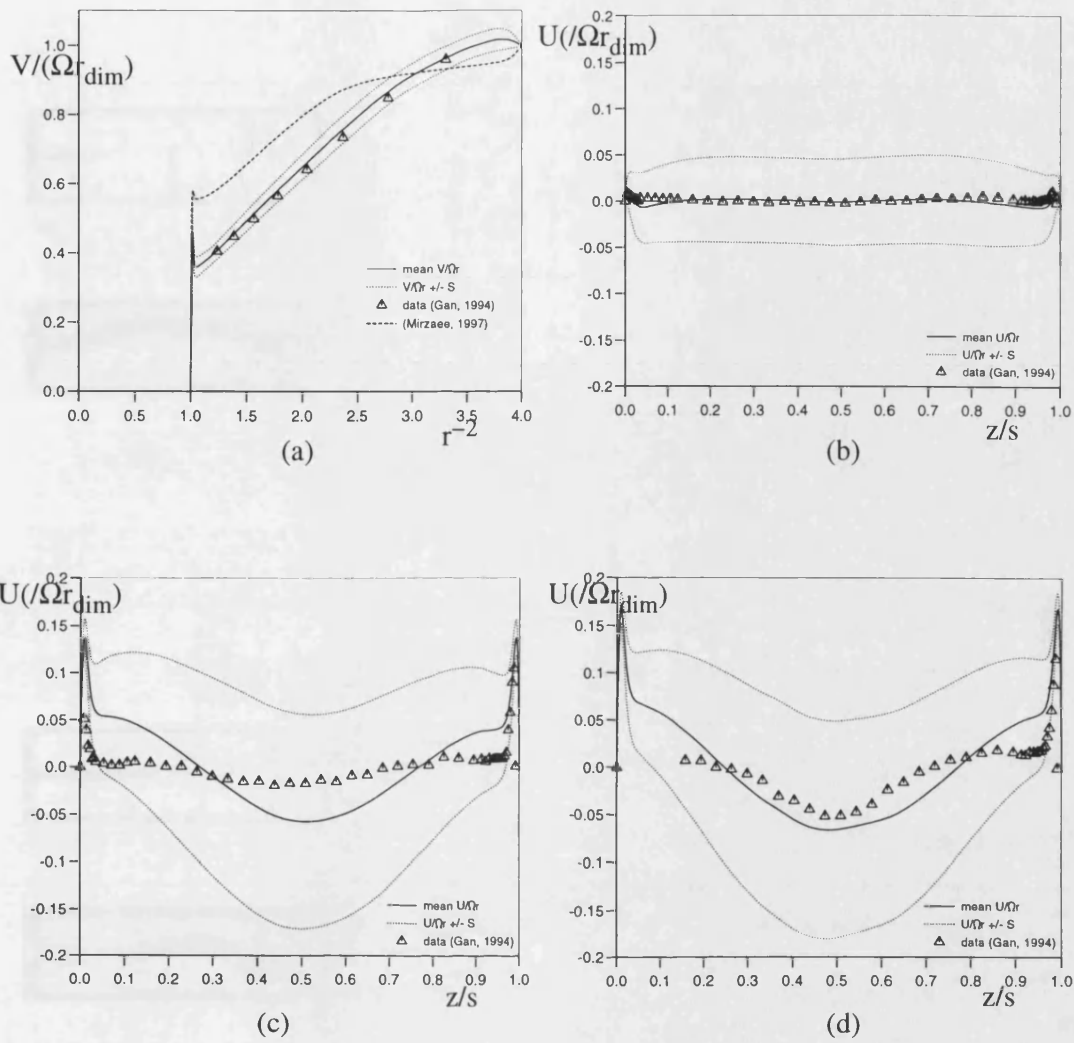 V/(Ωr_dim)
1.0
0.8
0.6
0.4
0.2
0.0
0.0 0.5 1.0 1.5 2.0 2.5 3.0 3.5 4.0
r⁻²
mean V/Ωr
V/Ωr +/- S
data (Gan, 1994)
(Mirzaee, 1997)
(a)
U(/Ωr_dim)
0.2
0.15
0.10
0.05
0.0
-0.05
-0.1
-0.15
-0.2
0.0 0.1 0.2 0.3 0.4 0.5 0.6 0.7 0.8 0.9 1.0
z/s
mean U/Ωr
U/Ωr +/- S
data (Gan, 1994)
(b)
U(/Ωr_dim)
0.2
0.15
0.1
0.05
0.0
-0.05
-0.1
-0.15
-0.2
0.0 0.1 0.2 0.3 0.4 0.5 0.6 0.7 0.8 0.9 1.0
z/s
mean U/Ωr
U/Ωr +/- S
data (Gan, 1994)
(c)
U(/Ωr_dim)
0.2
0.15
0.1
0.05
0.0
-0.05
-0.1
-0.15
-0.2
0.0 0.1 0.2 0.3 0.4 0.5 0.6 0.7 0.8 0.9 1.0
z/s
mean U/Ωr
U/Ωr +/- S
data (Gan, 1994)
(d)